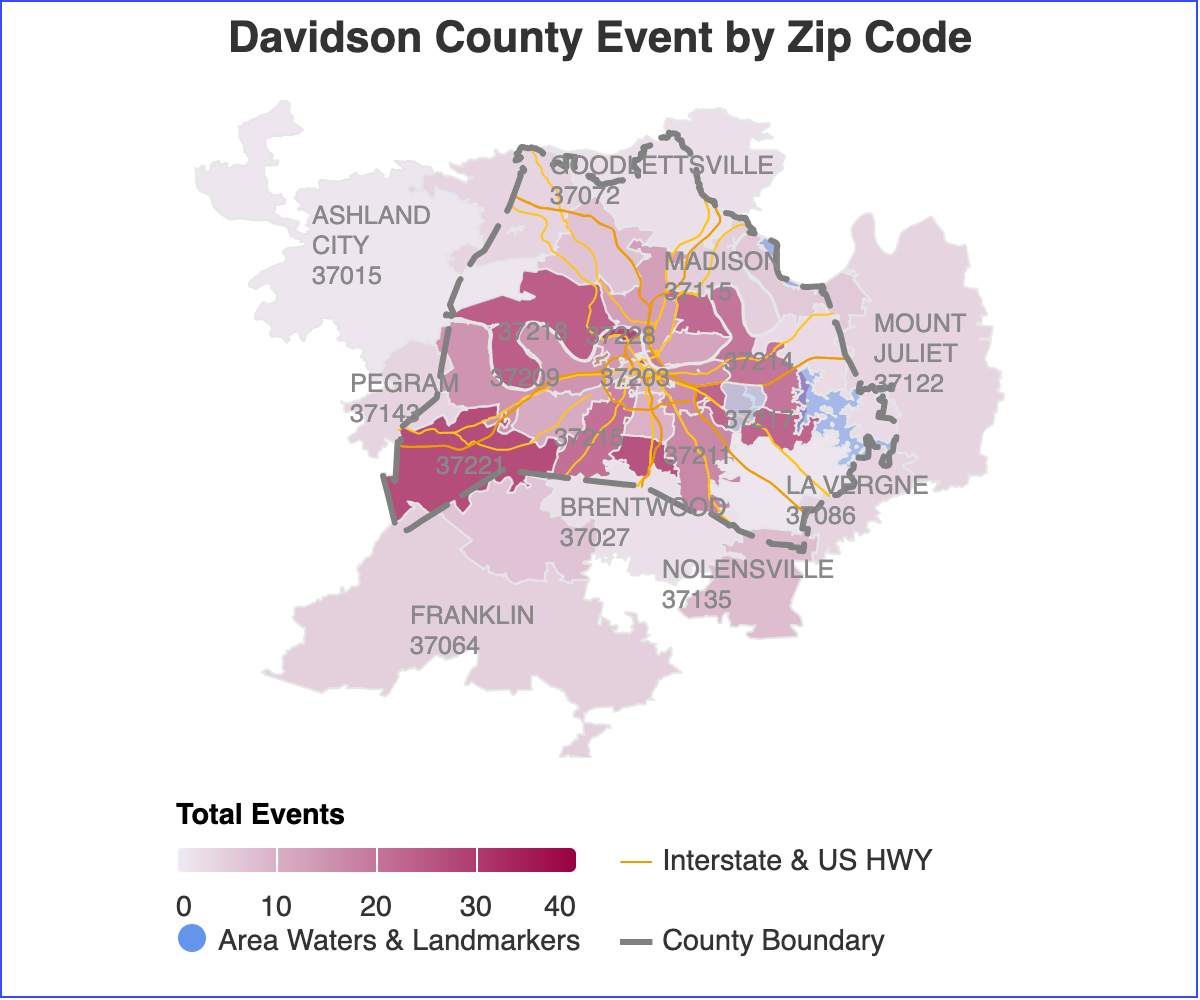 Davidson County Event by Zip Code
GOODLETTSVILLE
37072
ASHLAND
CITY
37015
MADISON
37115
MOUNT
JULIET
37122
37218
37228
37214
PEGRAM
37143
37209
37203
37217
37215
37211
37221
LA VERGNE
37086
BRENTWOOD
37027
NOLENSVILLE
37135
FRANKLIN
37064
Total Events
0 10 20 30 40
Interstate & US HWY
Area Waters & Landmarkers
County Boundary